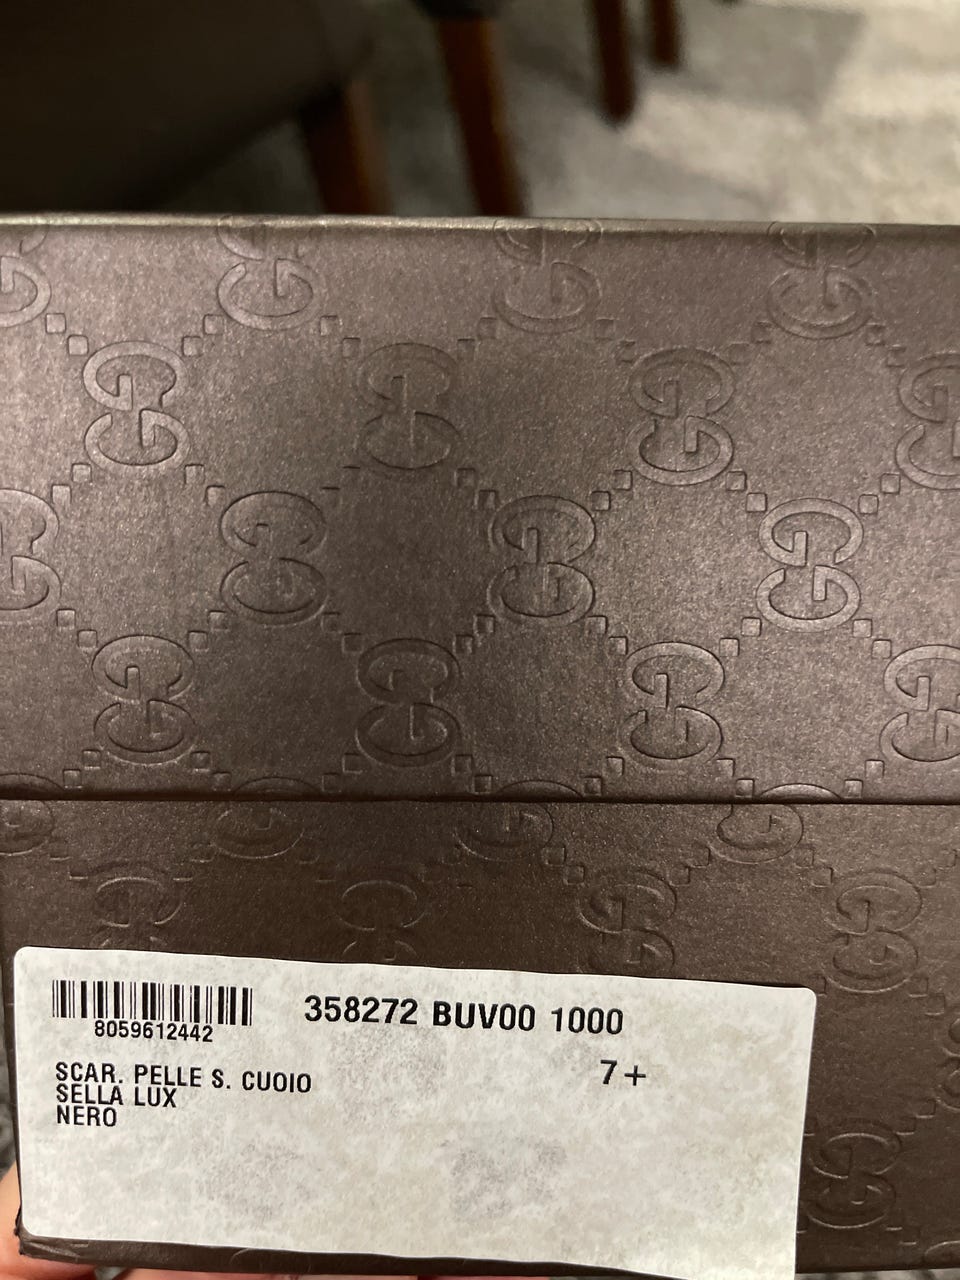 358272 BUV00 1000
8059612442
7+
SCAR. PELLE S. CUOIO
SELLA LUX
NERO